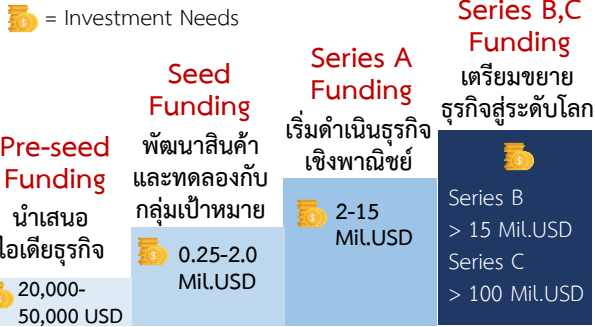 = Investment Needs
Pre-seed
Funding
นำเสนอ
ไอเดียธุรกิจ
20,000-
50,000 USD
Seed
Funding
พัฒนาสินค้า
และทดลองกับ
กลุ่มเป้าหมาย
0.25-2.0
Mil.USD
Series A
Funding
เริ่มดำเนินธุรกิจ
เชิงพาณิชย์
2-15
Mil.USD
Series B,C
Funding
เตรียมขยาย
ธุรกิจสู่ระดับโลก
Series B
> 15 Mil.USD
Series C
> 100 Mil.USD